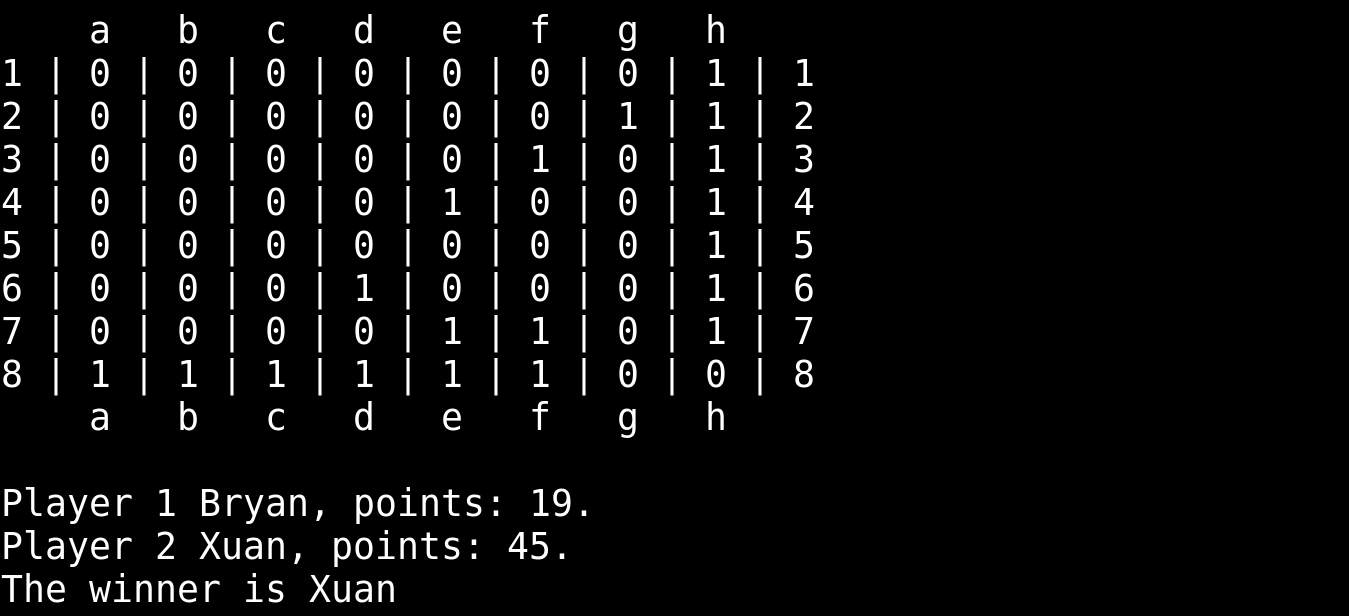 a   b   c   d   e   f   g   h
1 | 0 | 0 | 0 | 0 | 0 | 0 | 0 | 1 | 1
2 | 0 | 0 | 0 | 0 | 0 | 0 | 1 | 1 | 2
3 | 0 | 0 | 0 | 0 | 0 | 1 | 0 | 1 | 3
4 | 0 | 0 | 0 | 0 | 1 | 0 | 0 | 1 | 4
5 | 0 | 0 | 0 | 0 | 0 | 0 | 0 | 1 | 5
6 | 0 | 0 | 0 | 1 | 0 | 0 | 0 | 1 | 6
7 | 0 | 0 | 0 | 0 | 1 | 1 | 0 | 1 | 7
8 | 1 | 1 | 1 | 1 | 1 | 1 | 0 | 0 | 8
    a   b   c   d   e   f   g   h
Player 1 Bryan, points: 19.
Player 2 Xuan, points: 45.
The winner is Xuan